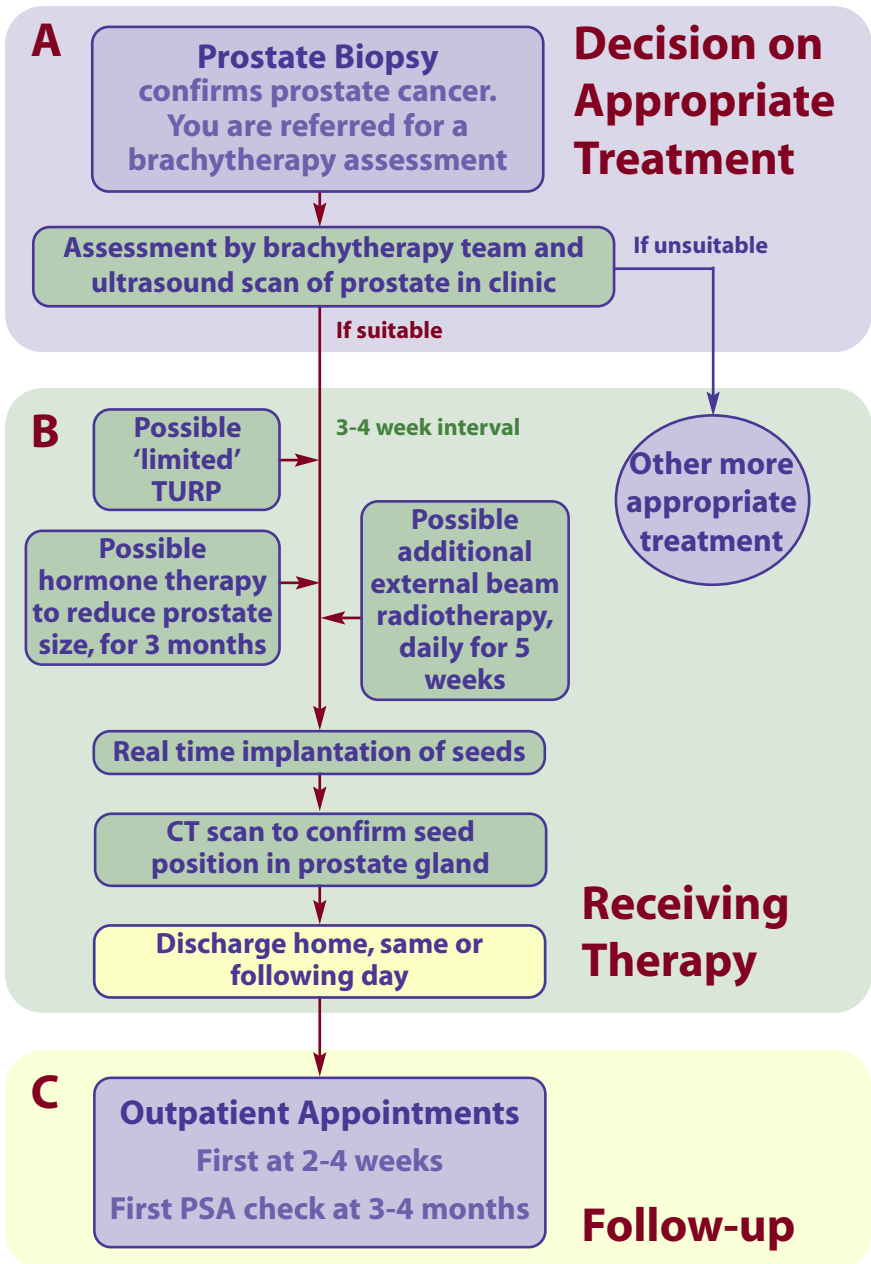 A
Decision on
Appropriate
Treatment
Prostate Biopsy
confirms prostate cancer.
You are referred for a
brachytherapy assessment
Assessment by brachytherapy team and
ultrasound scan of prostate in clinic
If unsuitable
If suitable
B
3-4 week interval
Possible
‘limited’
TURP
Other more
appropriate
treatment
Possible
hormone therapy
to reduce prostate
size, for 3 months
Possible
additional
external beam
radiotherapy,
daily for 5
weeks
Real time implantation of seeds
CT scan to confirm seed
position in prostate gland
Discharge home, same or
following day
Receiving
Therapy
C
Outpatient Appointments
First at 2-4 weeks
First PSA check at 3-4 months
Follow-up